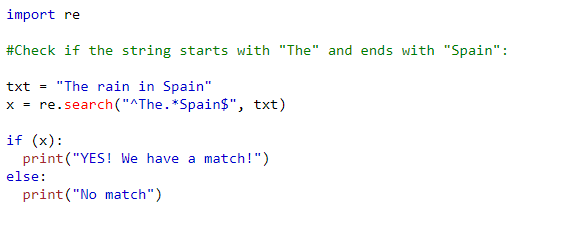 import re
#Check if the string starts with "The" and ends with "Spain":
txt = "The rain in Spain"
x = re.search("^The.*Spain$", txt)
if (x):
  print("YES! We have a match!")
else:
  print("No match")